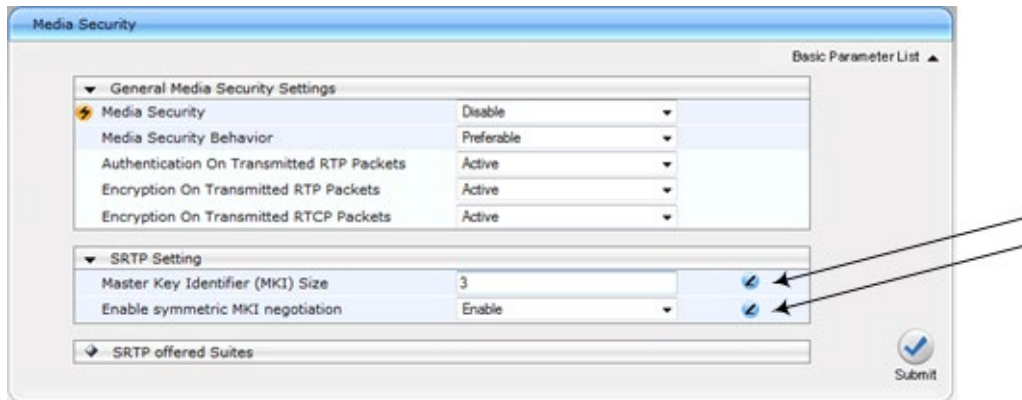 Media Security
Basic Parameter List
General Media Security Settings
Media Security Disable
Media Security Behavior Preferable
Authentication On Transmitted RTP Packets Active
Encryption On Transmitted RTP Packets Active
Encryption On Transmitted RTCP Packets Active
SRTP Setting
Master Key Identifier (MKI) Size 3
Enable symmetric MKI negotiation Enable
SRTP offered Suites
Submit